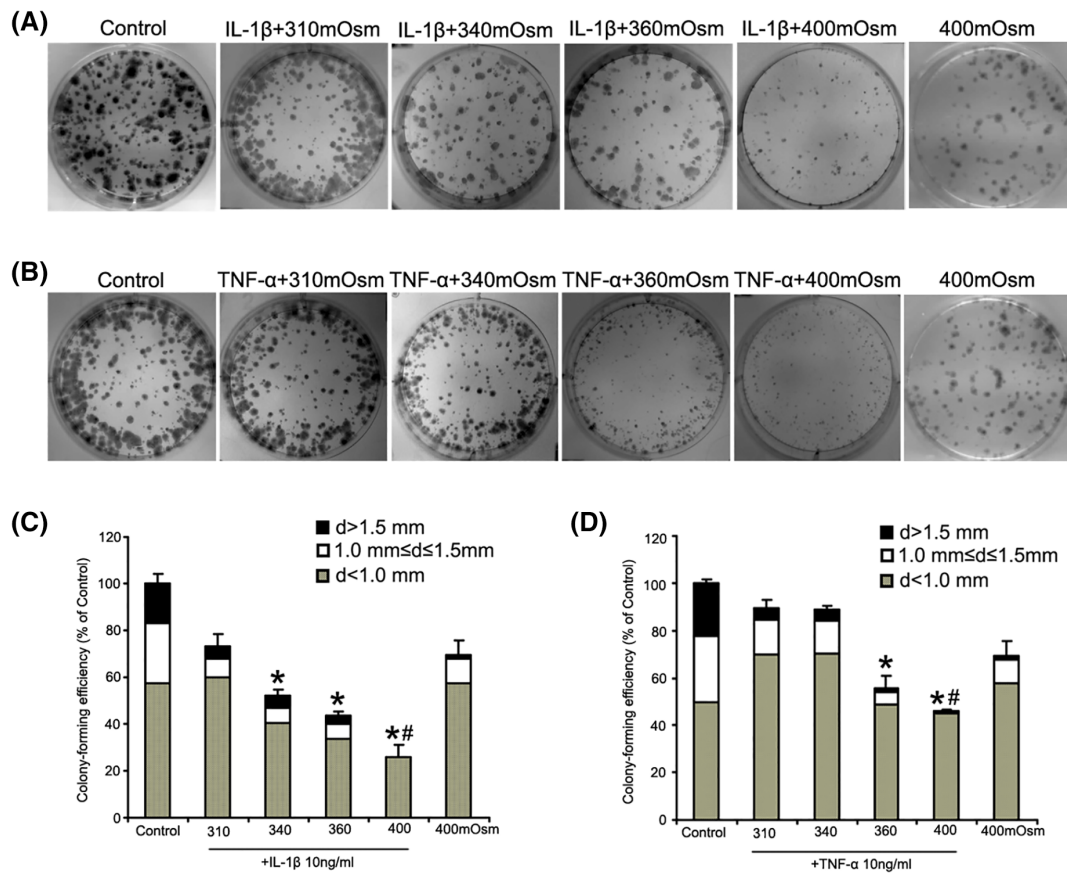 (A)
Control IL-1β+310mOsm IL-1β+340mOsm IL-1β+360mOsm IL-1β+400mOsm 400mOsm
(B)
Control TNF-α+310mOsm TNF-α+340mOsm TNF-α+360mOsm TNF-α+400mOsm 400mOsm
(C)
d>1.5 mm
1.0 mm≤d≤1.5mm
d<1.0 mm
Colony-forming efficiency (% of Control)
120
100
80
60
40
20
0
*
*
*#
Control 310 340 360 400 400mOsm
+IL-1β 10ng/ml
(D)
d>1.5 mm
1.0 mm≤d≤1.5mm
d<1.0 mm
Colony-forming efficiency (% of Control)
120
100
80
60
40
20
0
*
*#
Control 310 340 360 400 400mOsm
+TNF-α 10ng/ml